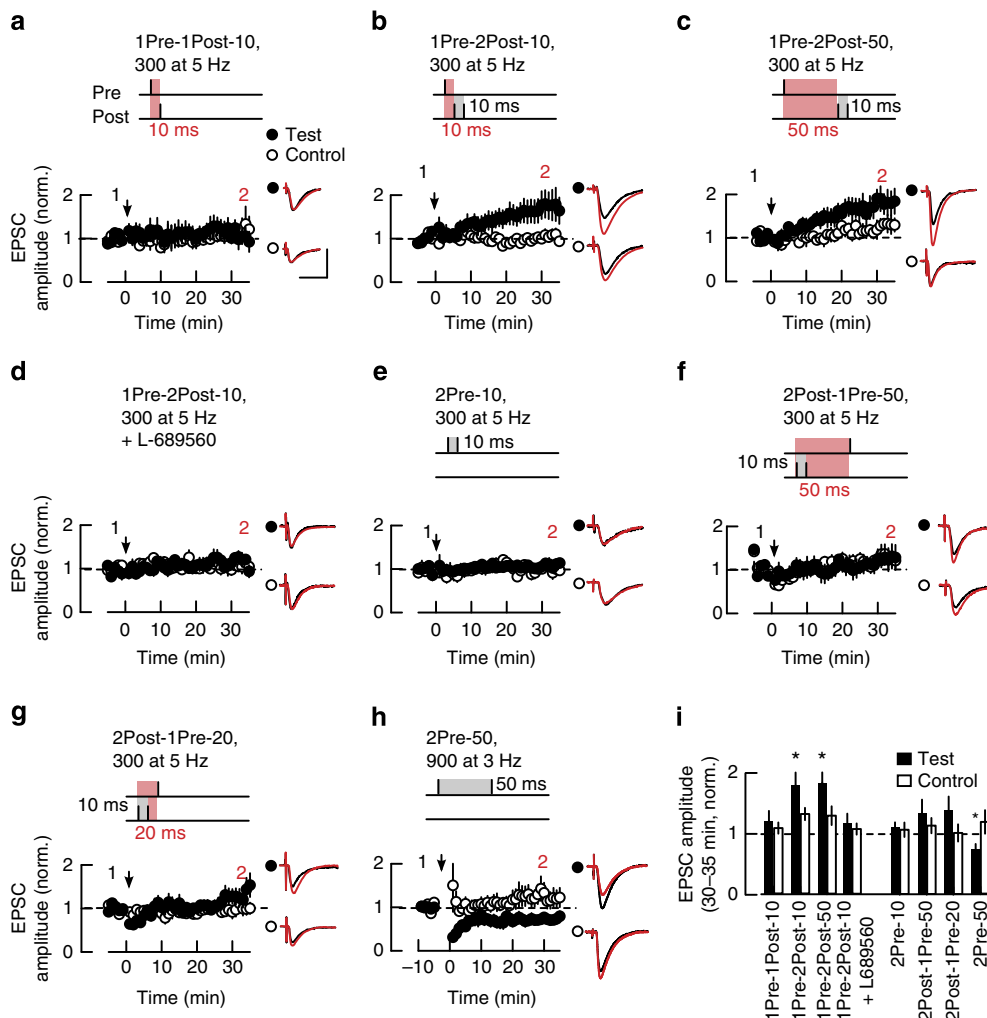 a
1Pre-1Post-10,
300 at 5 Hz
Pre
Post
10 ms
Test
Control
1
2
EPSC
amplitude (norm.)
2
1
0
0 10 20 30
Time (min)
b
1Pre-2Post-10,
300 at 5 Hz
10 ms
10 ms
1
2
2
1
0
0 10 20 30
Time (min)
c
1Pre-2Post-50,
300 at 5 Hz
10 ms
50 ms
1
2
2
1
0
0 10 20 30
Time (min)
d
1Pre-2Post-10,
300 at 5 Hz
+ L-689560
1
2
EPSC
amplitude (norm.)
2
1
0
0 10 20 30
Time (min)
e
2Pre-10,
300 at 5 Hz
10 ms
1
2
2
1
0
0 10 20 30
Time (min)
f
2Post-1Pre-50,
300 at 5 Hz
10 ms
50 ms
1
2
2
1
0
0 10 20 30
Time (min)
g
2Post-1Pre-20,
300 at 5 Hz
10 ms
20 ms
1
2
EPSC
amplitude (norm.)
2
1
0
0 10 20 30
Time (min)
h
2Pre-50,
900 at 3 Hz
50 ms
1
2
2
1
0
−10 0 10 20 30
Time (min)
i
Test
Control
* * *
EPSC amplitude
(30–35 min, norm.)
2
1
0
1Pre-1Post-10
1Pre-2Post-10
1Pre-2Post-50
1Pre-2Post-10
+ L689560
2Pre-10
2Post-1Pre-50
2Post-1Pre-20
2Pre-50